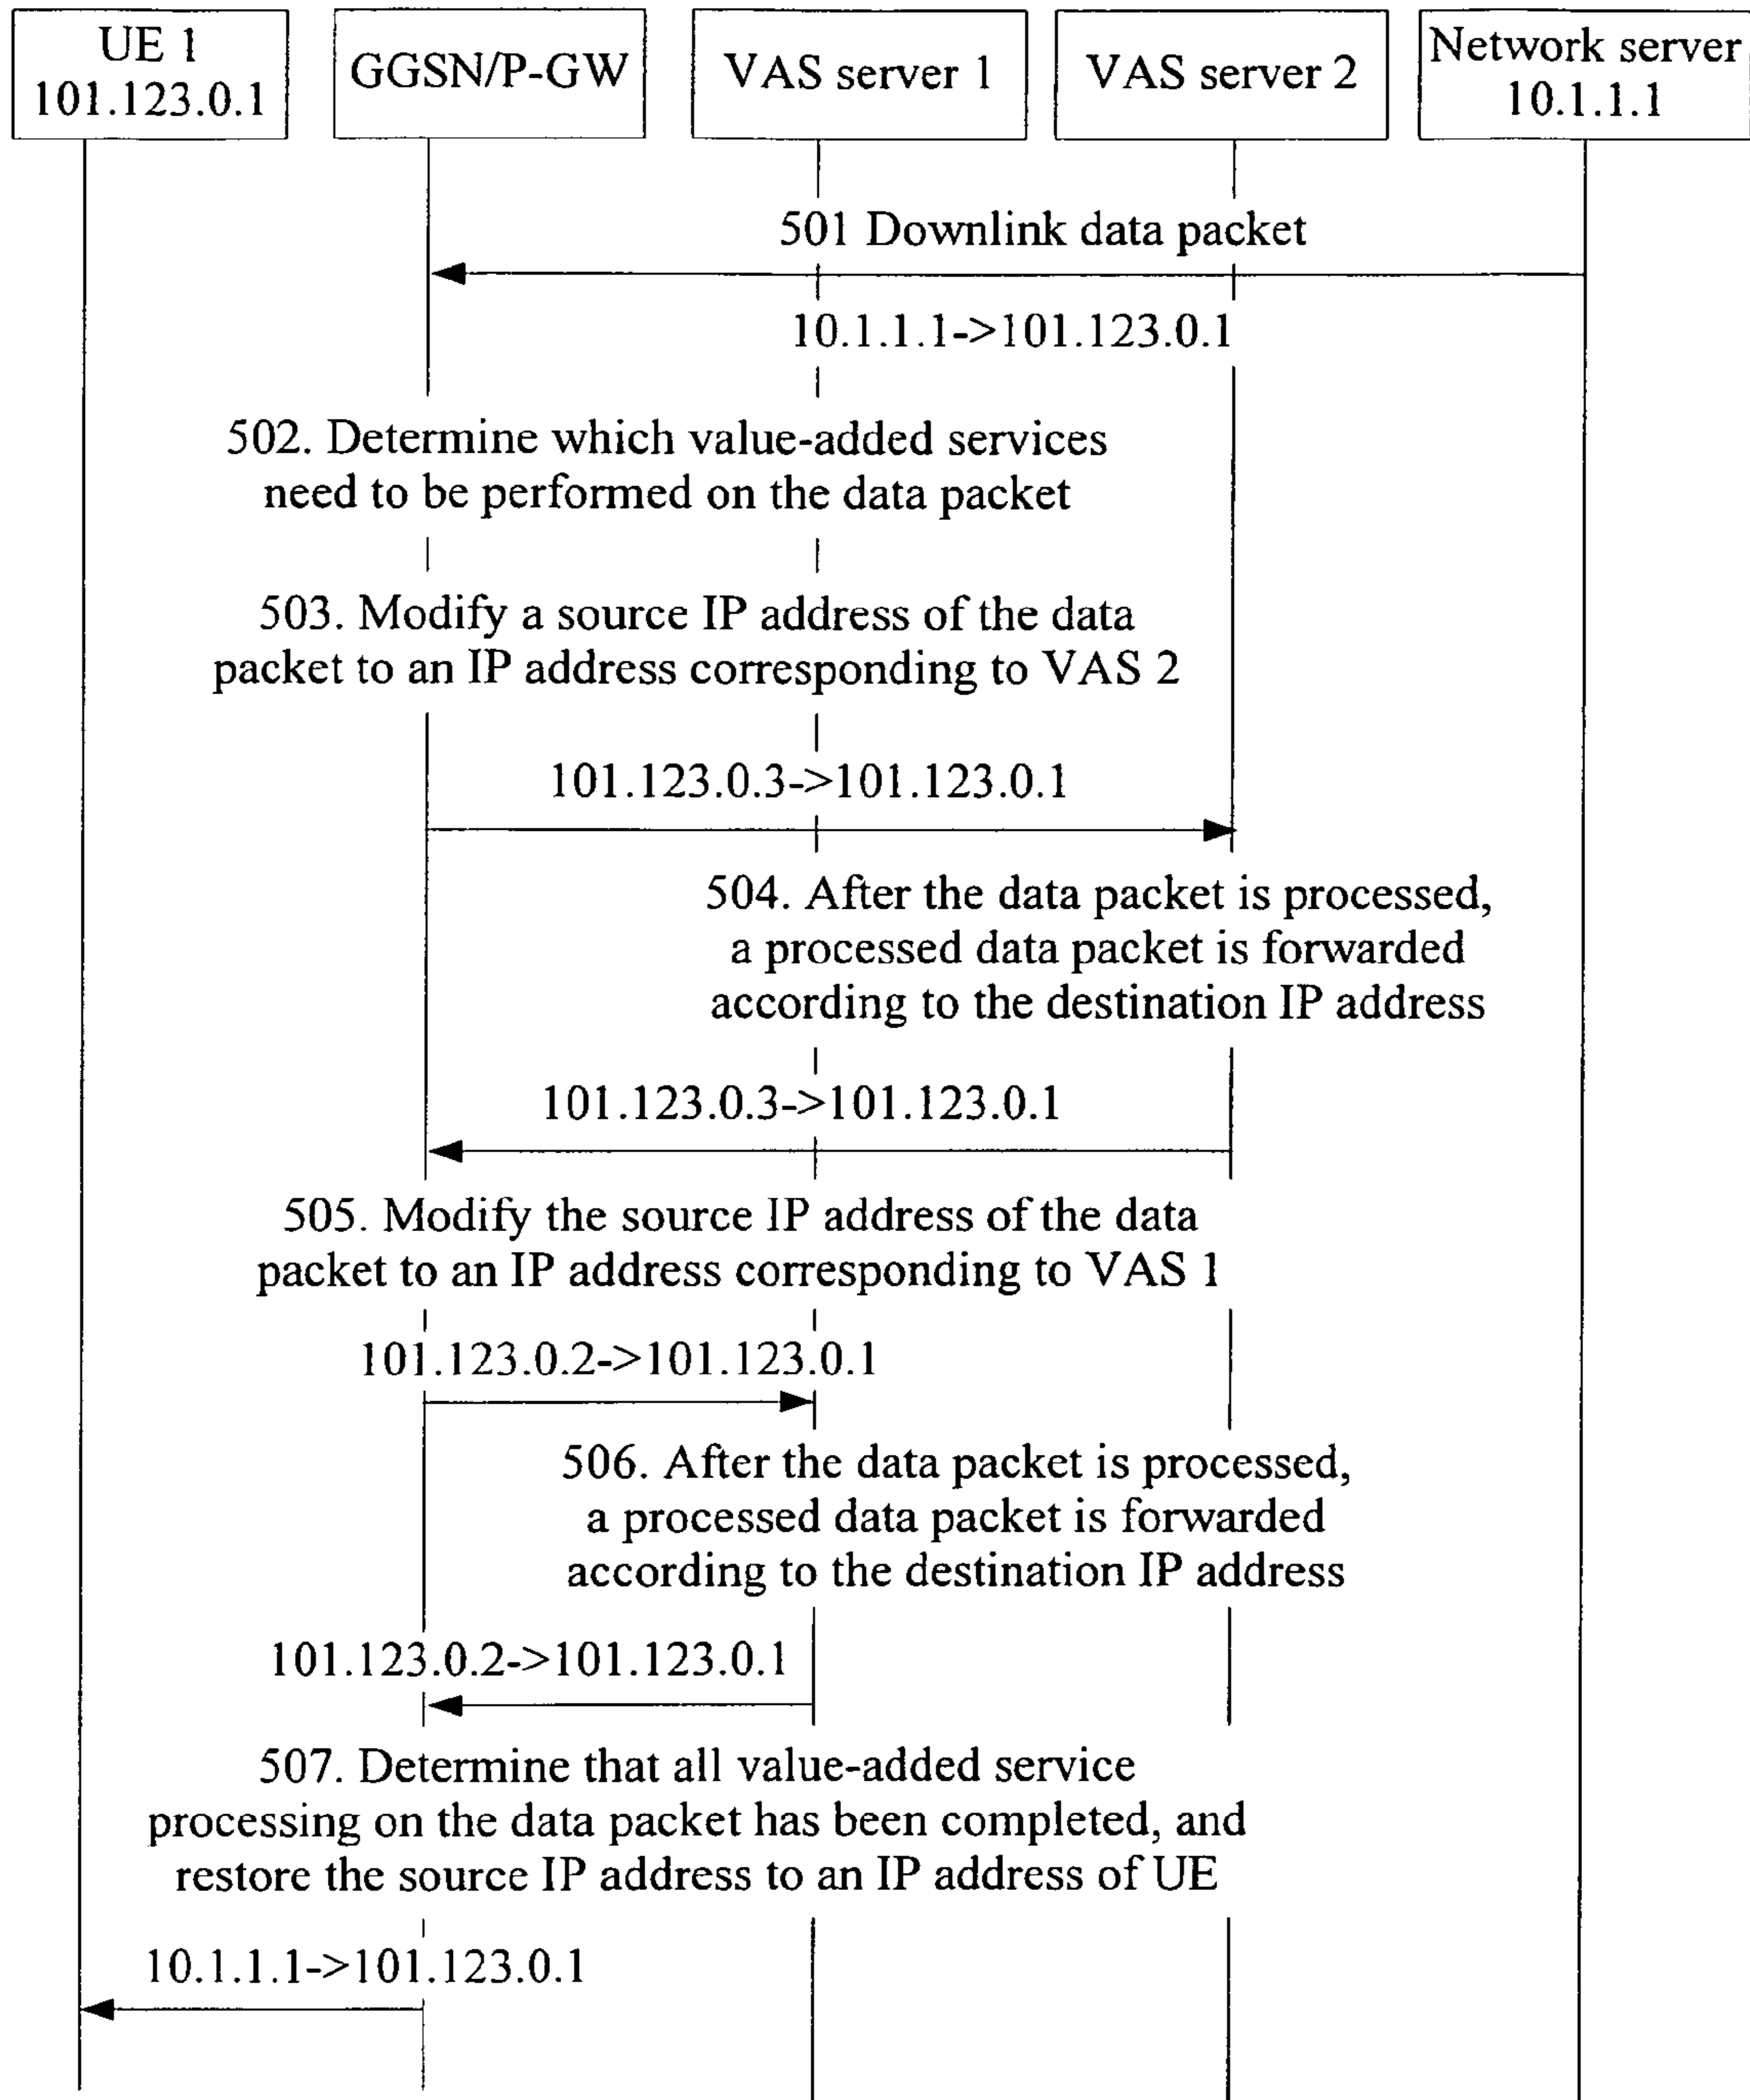 UE 1
101.123.0.1
GGSN/P-GW
VAS server 1
VAS server 2
Network server
10.1.1.1
501 Downlink data packet
10.1.1.1->101.123.0.1
502. Determine which value-added services
need to be performed on the data packet
503. Modify a source IP address of the data
packet to an IP address corresponding to VAS 2
101.123.0.3->101.123.0.1
504. After the data packet is processed,
a processed data packet is forwarded
according to the destination IP address
101.123.0.3->101.123.0.1
505. Modify the source IP address of the data
packet to an IP address corresponding to VAS 1
101.123.0.2->101.123.0.1
506. After the data packet is processed,
a processed data packet is forwarded
according to the destination IP address
101.123.0.2->101.123.0.1
507. Determine that all value-added service
processing on the data packet has been completed, and
restore the source IP address to an IP address of UE
10.1.1.1->101.123.0.1